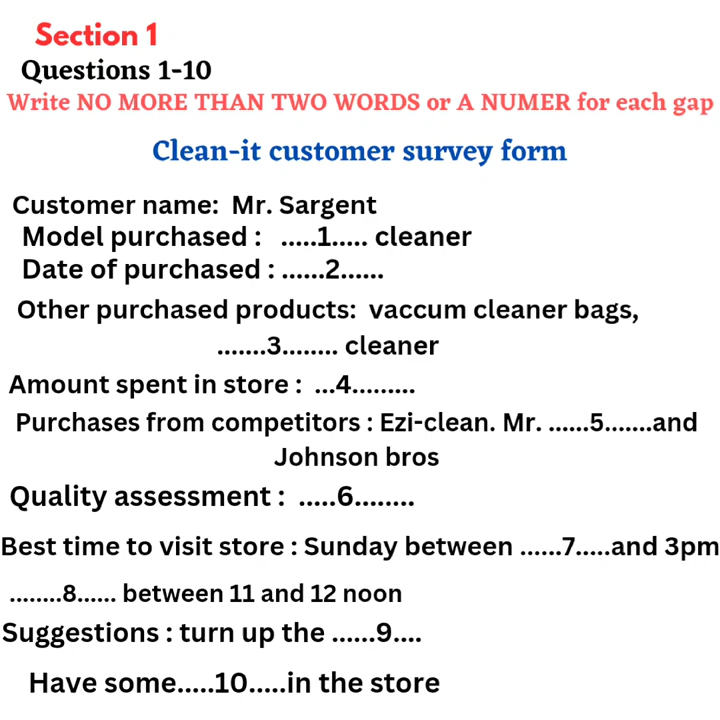 Section 1
Questions 1-10
Write NO MORE THAN TWO WORDS or A NUMER for each gap
Clean-it customer survey form
Customer name: Mr. Sargent
Model purchased : .....1..... cleaner
Date of purchased : ......2......
Other purchased products: vaccum cleaner bags,
.......3........ cleaner
Amount spent in store : ...4.........
Purchases from competitors : Ezi-clean. Mr. ......5.......and
Johnson bros
Quality assessment : .....6........
Best time to visit store : Sunday between ......7.....and 3pm
........8...... between 11 and 12 noon
Suggestions : turn up the ......9....
Have some.....10.....in the store